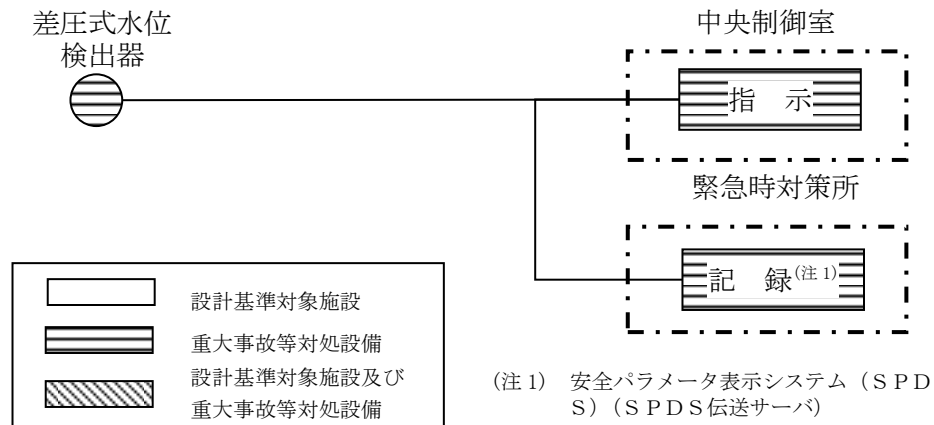 差圧式水位
検出器
中央制御室
指 示
緊急時対策所
記 録(注 1)
設計基準対象施設
重大事故等対処設備
設計基準対象施設及び
重大事故等対処設備
(注 1) 安全パラメータ表示システム(SPD
S)(SPDS伝送サーバ)